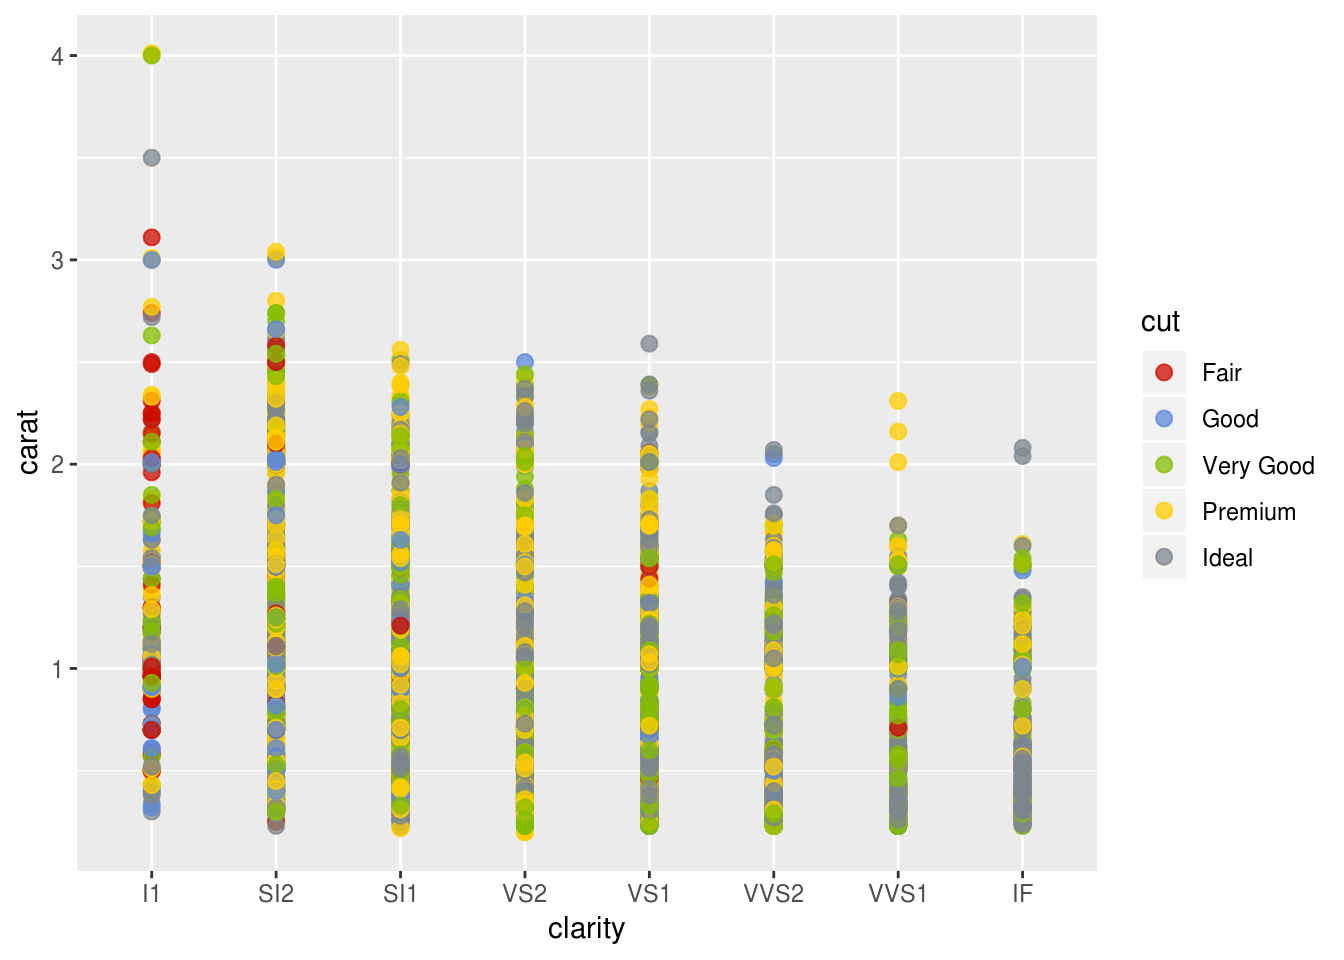 4
3
2
1
carat
I1 SI2 SI1 VS2 VS1 VVS2 VVS1 IF
clarity
cut
Fair
Good
Very Good
Premium
Ideal